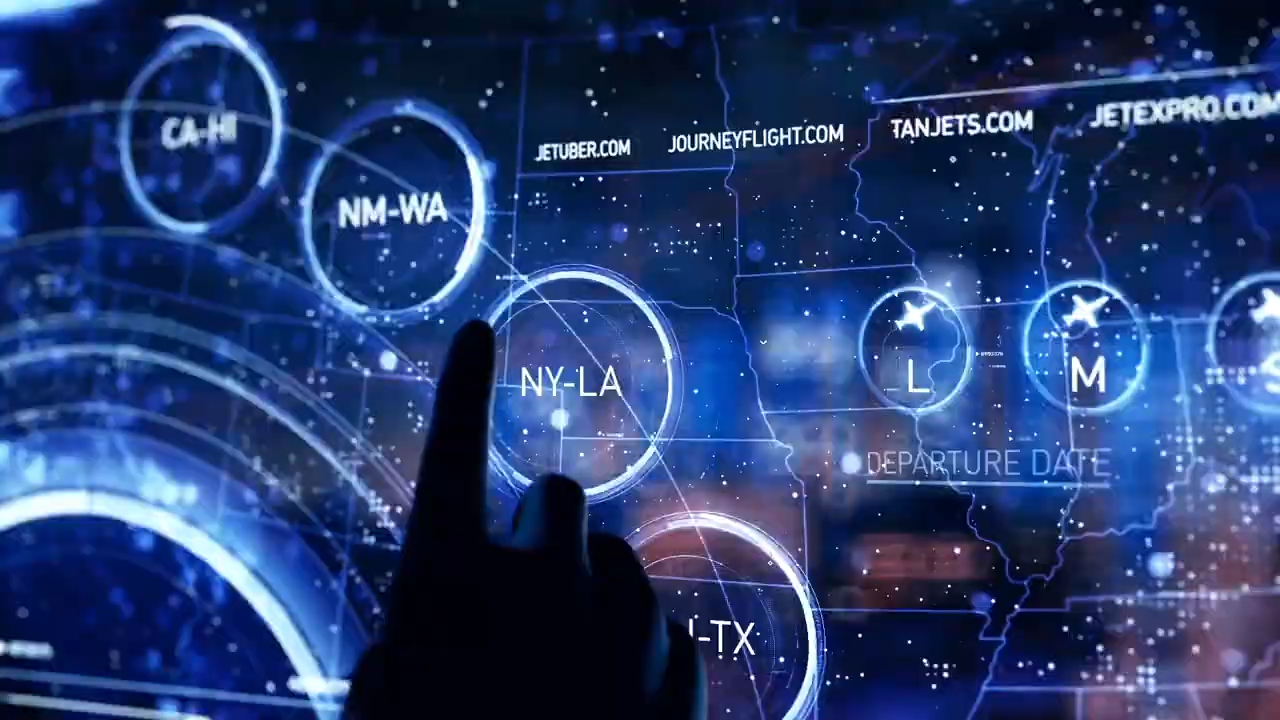 CA-HI
NM-WA
JETUBER.COM
JOURNEYFLIGHT.COM
TANJETS.COM
JETEXPRO.COM
NY-LA
L
M
DEPARTURE DATE
-TX